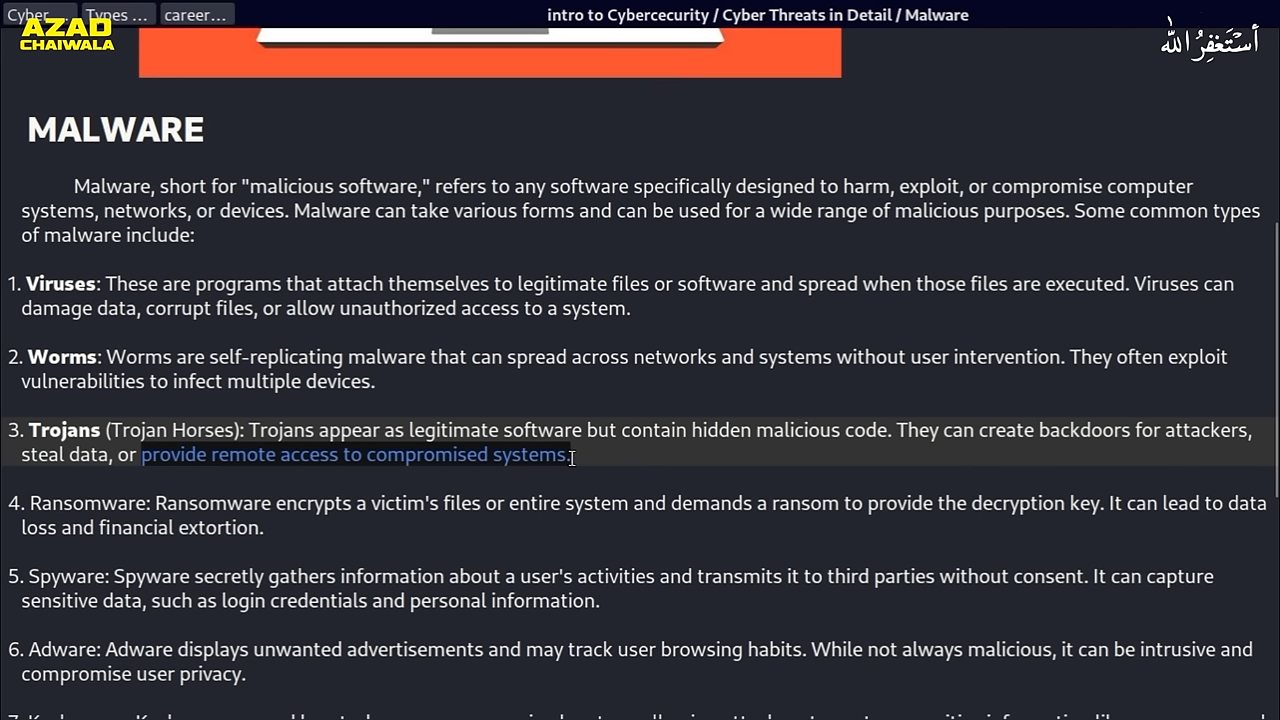 Cyber... Types ... career... intro to Cybercecurity / Cyber Threats in Detail / Malware
AZAD
CHAIWALA
أستغفر الله
MALWARE
Malware, short for "malicious software," refers to any software specifically designed to harm, exploit, or compromise computer
systems, networks, or devices. Malware can take various forms and can be used for a wide range of malicious purposes. Some common types
of malware include:
1. Viruses: These are programs that attach themselves to legitimate files or software and spread when those files are executed. Viruses can
damage data, corrupt files, or allow unauthorized access to a system.
2. Worms: Worms are self-replicating malware that can spread across networks and systems without user intervention. They often exploit
vulnerabilities to infect multiple devices.
3. Trojans (Trojan Horses): Trojans appear as legitimate software but contain hidden malicious code. They can create backdoors for attackers,
steal data, or provide remote access to compromised systems.
4. Ransomware: Ransomware encrypts a victim's files or entire system and demands a ransom to provide the decryption key. It can lead to data
loss and financial extortion.
5. Spyware: Spyware secretly gathers information about a user's activities and transmits it to third parties without consent. It can capture
sensitive data, such as login credentials and personal information.
6. Adware: Adware displays unwanted advertisements and may track user browsing habits. While not always malicious, it can be intrusive and
compromise user privacy.